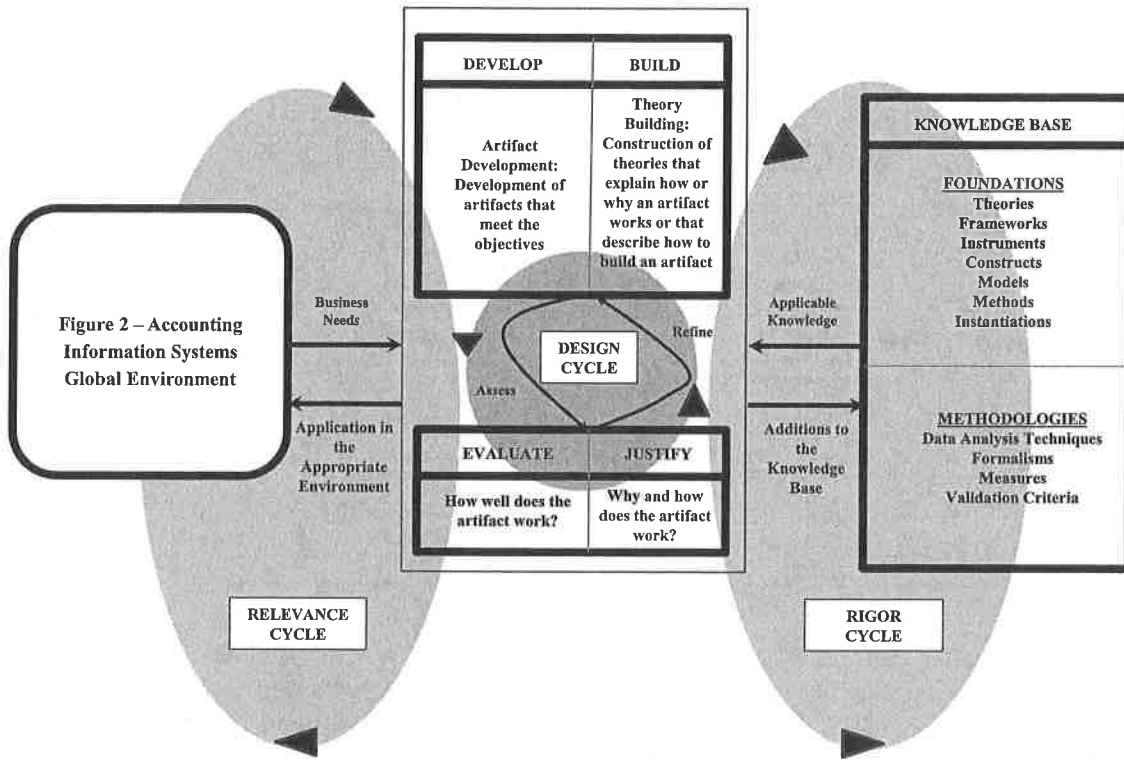 DEVELOP
BUILD
Artifact
Development:
Development of
artifacts that
meet the
objectives
Theory
Building:
Construction of
theories that
explain how or
why an artifact
works or that
describe how to
build an artifact
KNOWLEDGE BASE
FOUNDATIONS
Theories
Frameworks
Instruments
Constructs
Models
Methods
Instantiations
METHODOLOGIES
Data Analysis Techniques
Formalisms
Measures
Validation Criteria
Figure 2 – Accounting
Information Systems
Global Environment
Business
Needs
Application in
the
Appropriate
Environment
DESIGN
CYCLE
Refine
Assess
Applicable
Knowledge
Additions to
the
Knowledge
Base
EVALUATE
JUSTIFY
How well does the
artifact work?
Why and how
does the artifact
work?
RELEVANCE
CYCLE
RIGOR
CYCLE